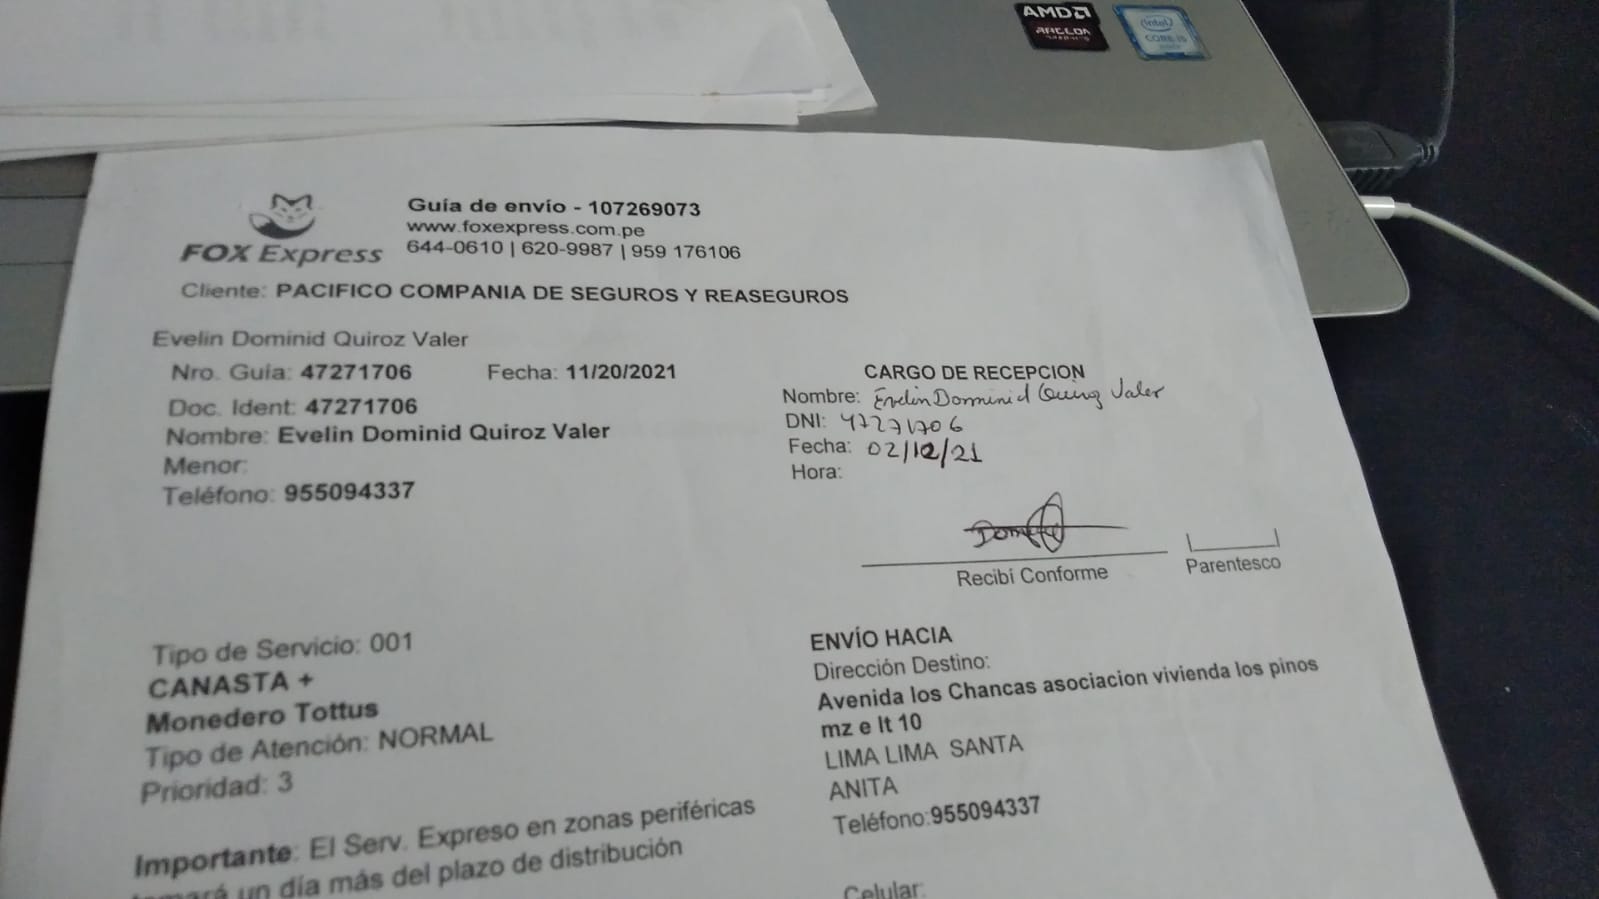 AMD
RADEON
GRAPHICS
intel
CORE i5
FOX Express
Guía de envío - 107269073
www.foxexpress.com.pe
644-0610 | 620-9987 | 959 176106
Cliente: PACIFICO COMPANIA DE SEGUROS Y REASEGUROS
Evelin Dominid Quiroz Valer
Nro. Guía: 47271706 Fecha: 11/20/2021
Doc. Ident: 47271706
Nombre: Evelin Dominid Quiroz Valer
Menor:
Teléfono: 955094337
CARGO DE RECEPCION
Nombre: Evelin Dominid Quiroz Valer
DNI: 47271706
Fecha: 02/12/21
Hora:
Recibí Conforme
Parentesco
Tipo de Servicio: 001
CANASTA +
Monedero Tottus
Tipo de Atención: NORMAL
Prioridad: 3
Importante: El Serv. Expreso en zonas periféricas
tomará un día más del plazo de distribución
ENVÍO HACIA
Dirección Destino:
Avenida los Chancas asociacion vivienda los pinos
mz e lt 10
LIMA LIMA SANTA
ANITA
Teléfono:955094337
Celular: